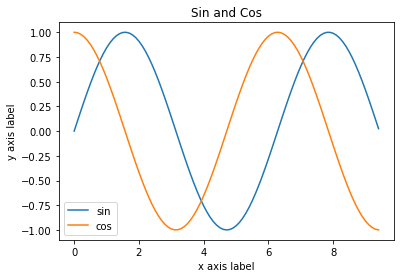 Sin and Cos
1.00
0.75
0.50
0.25
0.00
−0.25
−0.50
−0.75
−1.00
y axis label
sin
cos
0 2 4 6 8
x axis label